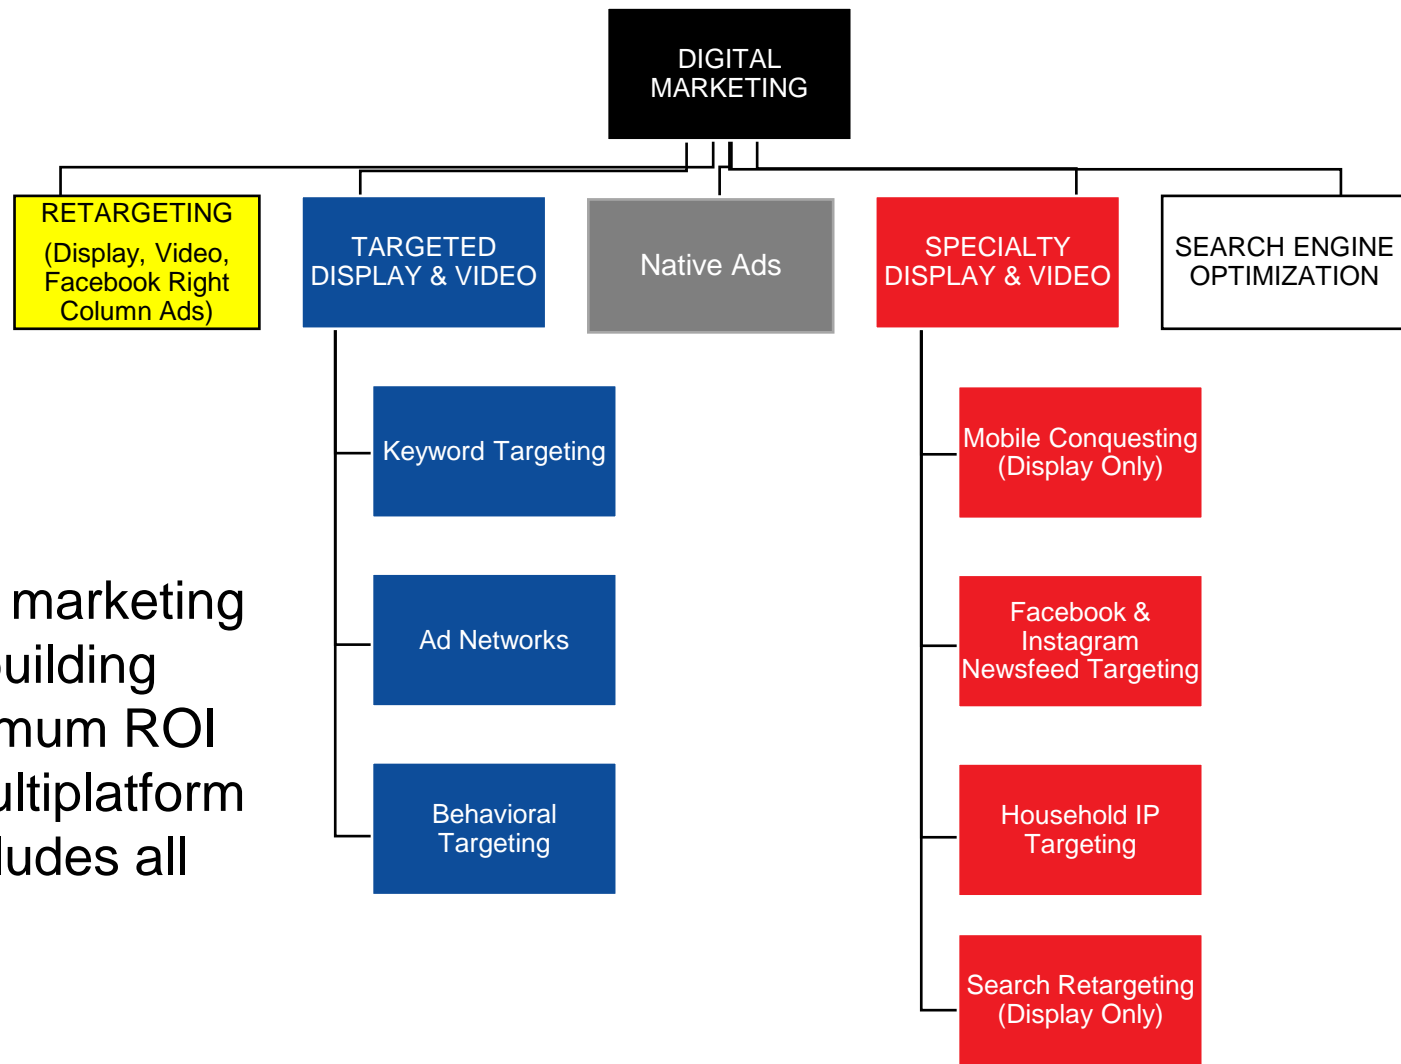 DIGITAL
MARKETING
RETARGETING
(Display, Video,
Facebook Right
Column Ads)
TARGETED
DISPLAY & VIDEO
Native Ads
SPECIALTY
DISPLAY & VIDEO
SEARCH ENGINE
OPTIMIZATION
Keyword Targeting
Ad Networks
Behavioral
Targeting
Mobile Conquesting
(Display Only)
Facebook &
Instagram
Newsfeed Targeting
Household IP
Targeting
Search Retargeting
(Display Only)
marketing
building
mum ROI
ultiplatform
ludes all